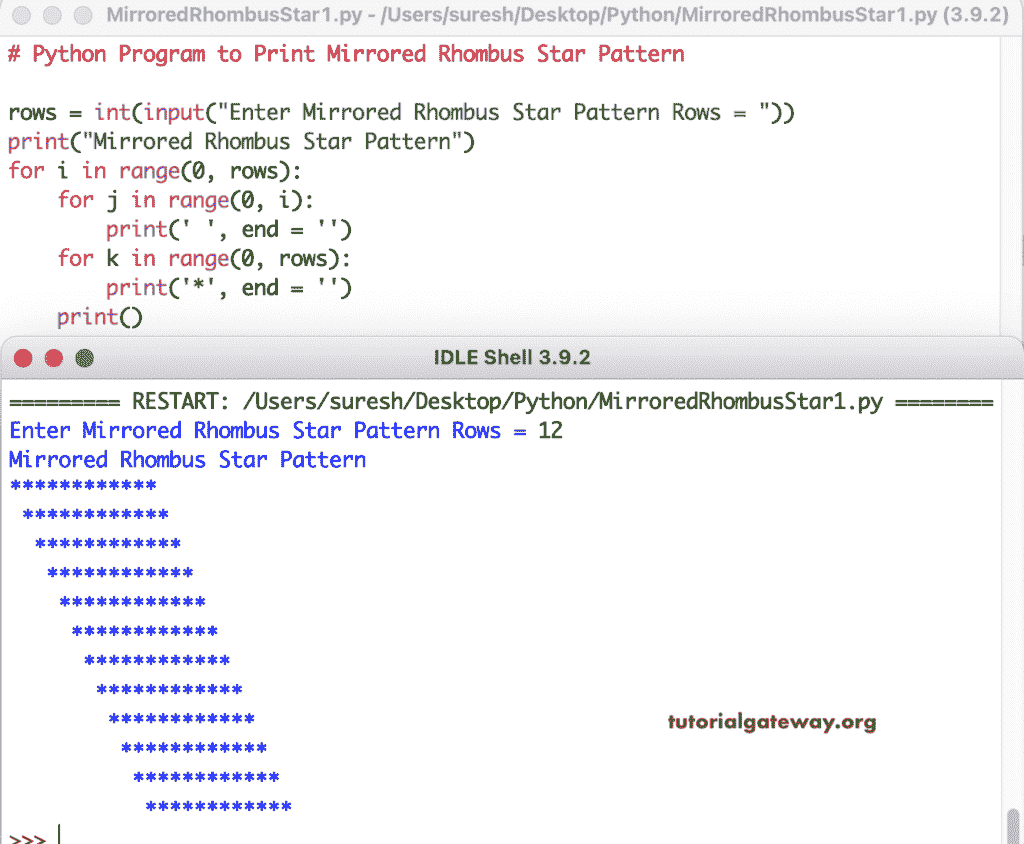 MirroredRhombusStar1.py - /Users/suresh/Desktop/Python/MirroredRhombusStar1.py (3.9.2)
# Python Program to Print Mirrored Rhombus Star Pattern

rows = int(input("Enter Mirrored Rhombus Star Pattern Rows = "))
print("Mirrored Rhombus Star Pattern")
for i in range(0, rows):
    for j in range(0, i):
        print(' ', end = '')
    for k in range(0, rows):
        print('*', end = '')
    print()
IDLE Shell 3.9.2
========= RESTART: /Users/suresh/Desktop/Python/MirroredRhombusStar1.py ========
Enter Mirrored Rhombus Star Pattern Rows = 12
Mirrored Rhombus Star Pattern
************
 ************
  ************
   ************
    ************
     ************
      ************
       ************
        ************
         ************
          ************
           ************
tutorialgateway.org
>>>